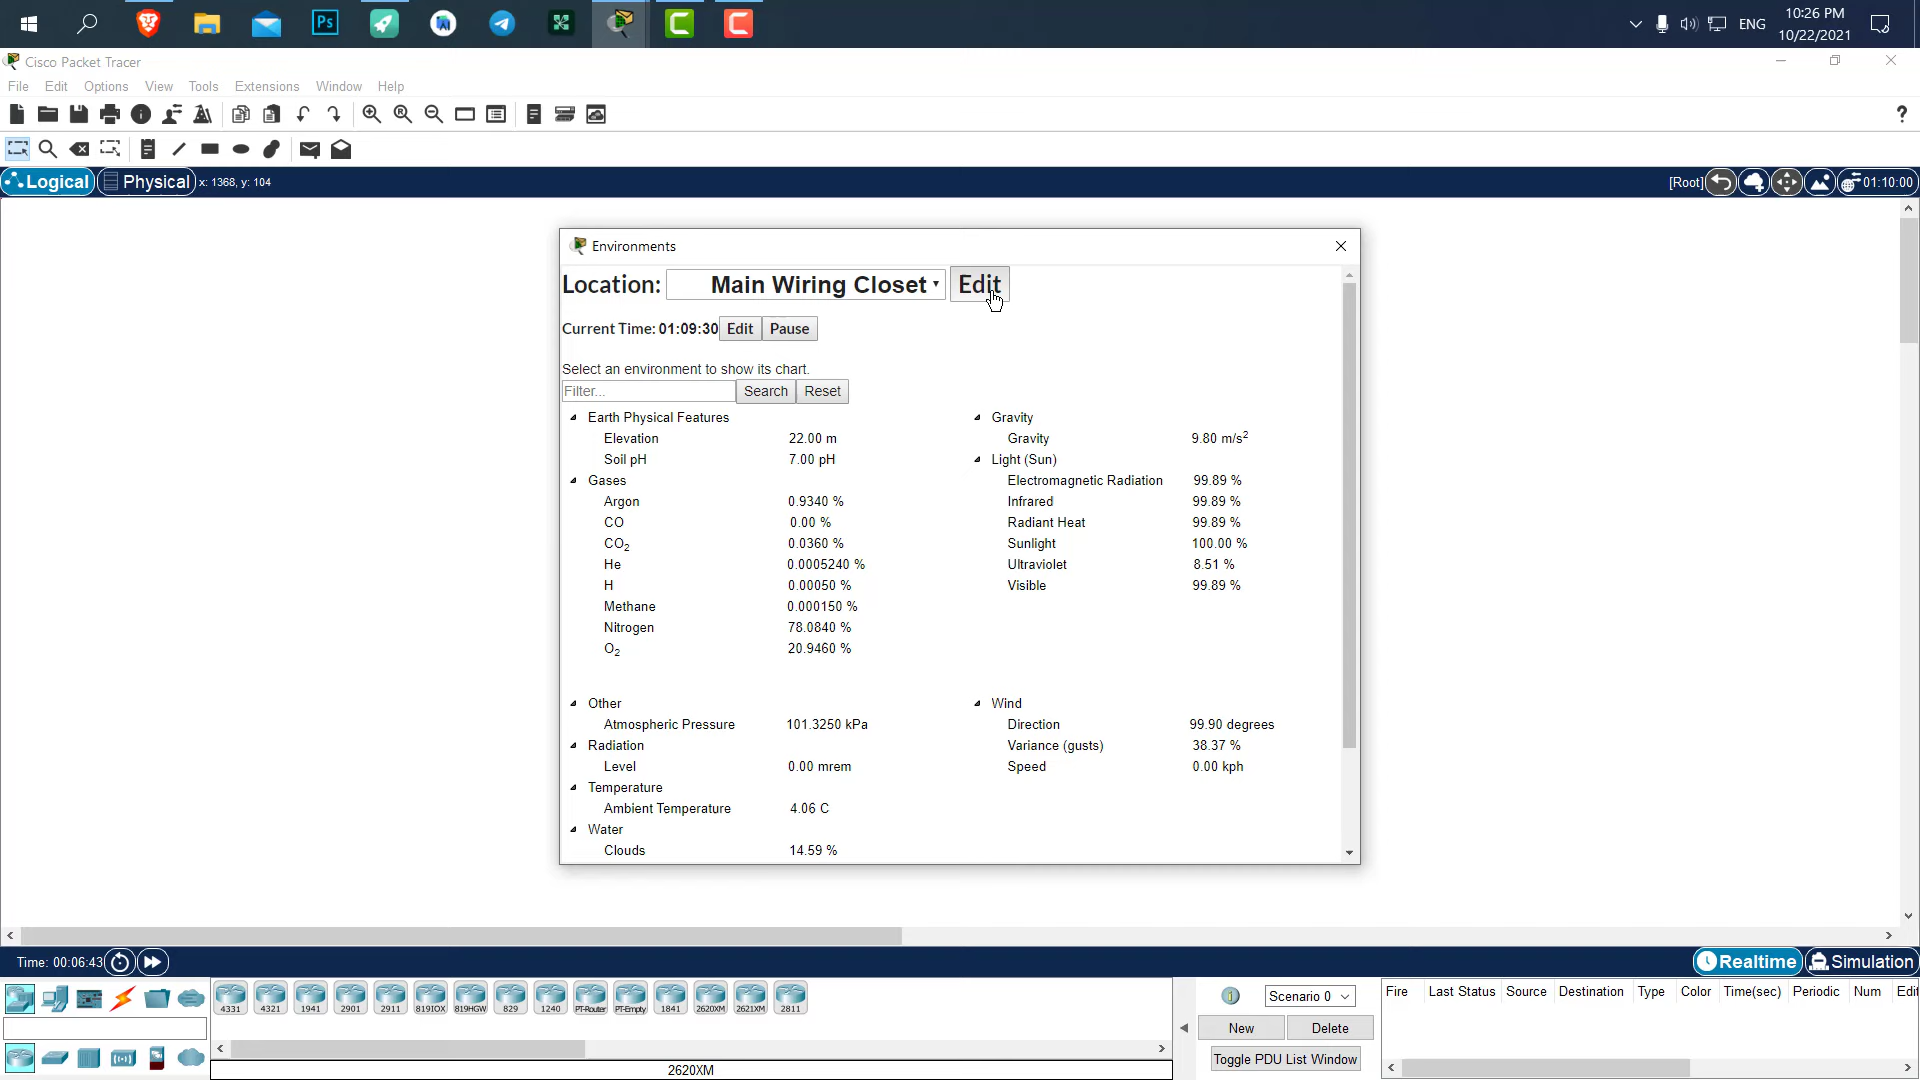 Ps
ENG
10:26 PM
10/22/2021
Cisco Packet Tracer
File Edit Options View Tools Extensions Window Help
?
Logical Physical x: 1368, y: 104 [Root] 01:10:00
Environments
Location: Main Wiring Closet Edit
Current Time: 01:09:30 Edit Pause
Select an environment to show its chart.
Filter... Search Reset
Earth Physical Features
Elevation 22.00 m
Soil pH 7.00 pH
Gases
Argon 0.9340 %
CO 0.00 %
CO2 0.0360 %
He 0.0005240 %
H 0.00050 %
Methane 0.000150 %
Nitrogen 78.0840 %
O2 20.9460 %
Gravity
Gravity 9.80 m/s2
Light (Sun)
Electromagnetic Radiation 99.89 %
Infrared 99.89 %
Radiant Heat 99.89 %
Sunlight 100.00 %
Ultraviolet 8.51 %
Visible 99.89 %
Other
Atmospheric Pressure 101.3250 kPa
Radiation
Level 0.00 mrem
Temperature
Ambient Temperature 4.06 C
Water
Clouds 14.59 %
Wind
Direction 99.90 degrees
Variance (gusts) 38.37 %
Speed 0.00 kph
Time: 00:06:43 Realtime Simulation
4331 4321 1941 2901 2911 819IOX 819HGW 829 1240 PT-Router PT-Empty 1841 2620XM 2621XM 2811
2620XM
Scenario 0
New Delete
Toggle PDU List Window
Fire Last Status Source Destination Type Color Time(sec) Periodic Num Edit